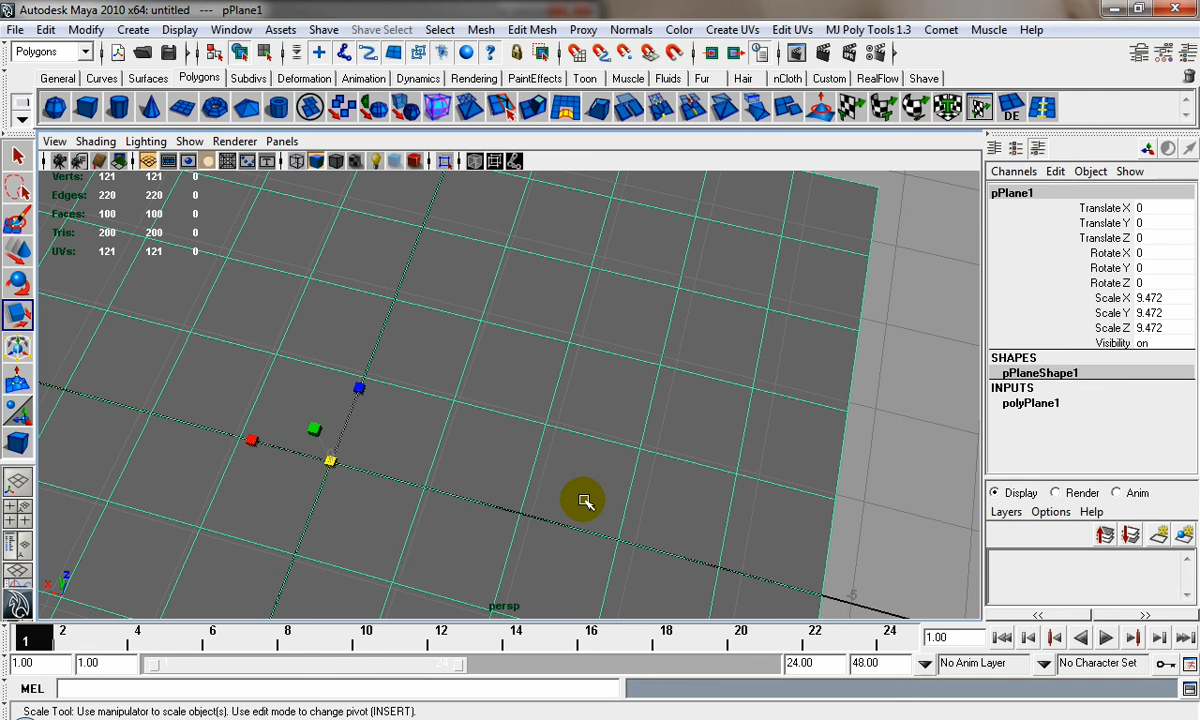 Autodesk Maya 2010 x64: untitled   ---   pPlane1
File Edit Modify Create Display Window Assets Shave Shave Select Select Mesh Edit Mesh Proxy Normals Color Create UVs Edit UVs MJ Poly Tools 1.3 Comet Muscle Help
Polygons
General Curves Surfaces Polygons Subdivs Deformation Animation Dynamics Rendering PaintEffects Toon Muscle Fluids Fur Hair nCloth Custom RealFlow Shave
DE
View Shading Lighting Show Renderer Panels
Verts: 121 121 0
Edges: 220 220 0
Faces: 100 100 0
Tris: 200 200 0
UVs: 121 121 0
Channels Edit Object Show
pPlane1
Translate X 0
Translate Y 0
Translate Z 0
Rotate X 0
Rotate Y 0
Rotate Z 0
Scale X 9.472
Scale Y 9.472
Scale Z 9.472
Visibility on
SHAPES
pPlaneShape1
INPUTS
polyPlane1
Display Render Anim
Layers Options Help
z
x
-5
persp
1 2 4 6 8 10 12 14 16 18 20 22 24 1.00
1.00 1.00 24 24.00 48.00 No Anim Layer No Character Set
MEL
Scale Tool: Use manipulator to scale object(s). Use edit mode to change pivot (INSERT).